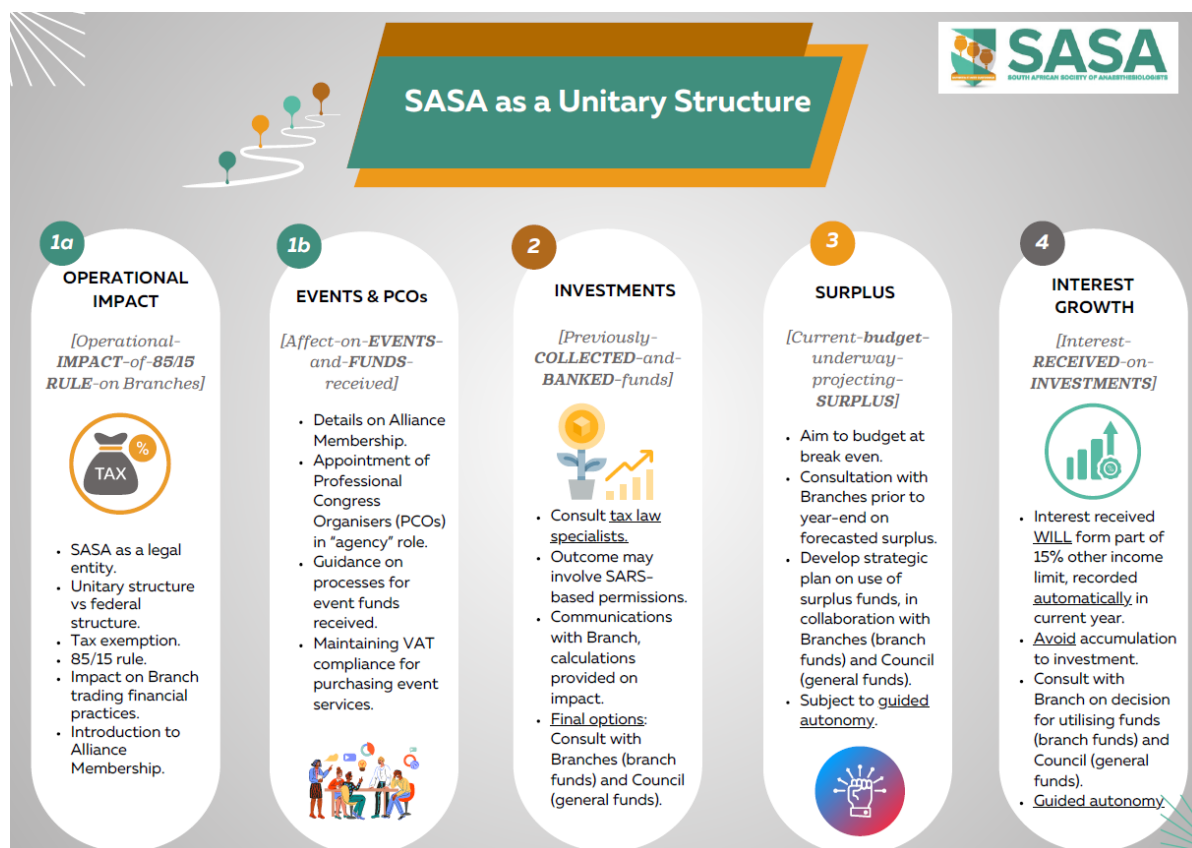 SASA as a Unitary Structure
SASA
SOUTH AFRICAN SOCIETY OF ANAESTHESIOLOGISTS
1a
OPERATIONAL
IMPACT
[Operational-
IMPACT-of-85/15
RULE-on Branches]
%
TAX
• SASA as a legal
entity.
• Unitary structure
vs federal
structure.
• Tax exemption.
• 85/15 rule.
• Impact on Branch
trading financial
practices.
• Introduction to
Alliance
Membership.
1b
EVENTS & PCOs
[Affect-on-EVENTS-
and-FUNDS-
received]
• Details on Alliance
Membership.
• Appointment of
Professional
Congress
Organisers (PCOs)
in “agency” role.
• Guidance on
processes for
event funds
received.
• Maintaining VAT
compliance for
purchasing event
services.
2
INVESTMENTS
[Previously-
COLLECTED-and-
BANKED-funds]
• Consult tax law
specialists.
• Outcome may
involve SARS-
based permissions.
• Communications
with Branch,
calculations
provided on
impact.
• Final options:
Consult with
Branches (branch
funds) and Council
(general funds).
3
SURPLUS
[Current-budget-
underway-
projecting-
SURPLUS]
• Aim to budget at
break even.
• Consultation with
Branches prior to
year-end on
forecasted surplus.
• Develop strategic
plan on use of
surplus funds, in
collaboration with
Branches (branch
funds) and Council
(general funds).
• Subject to guided
autonomy.
4
INTEREST
GROWTH
[Interest-
RECEIVED-on-
INVESTMENTS]
• Interest received
WILL form part of
15% other income
limit, recorded
automatically in
current year.
• Avoid accumulation
to investment.
• Consult with
Branch on decision
for utilising funds
(branch funds) and
Council (general
funds).
• Guided autonomy